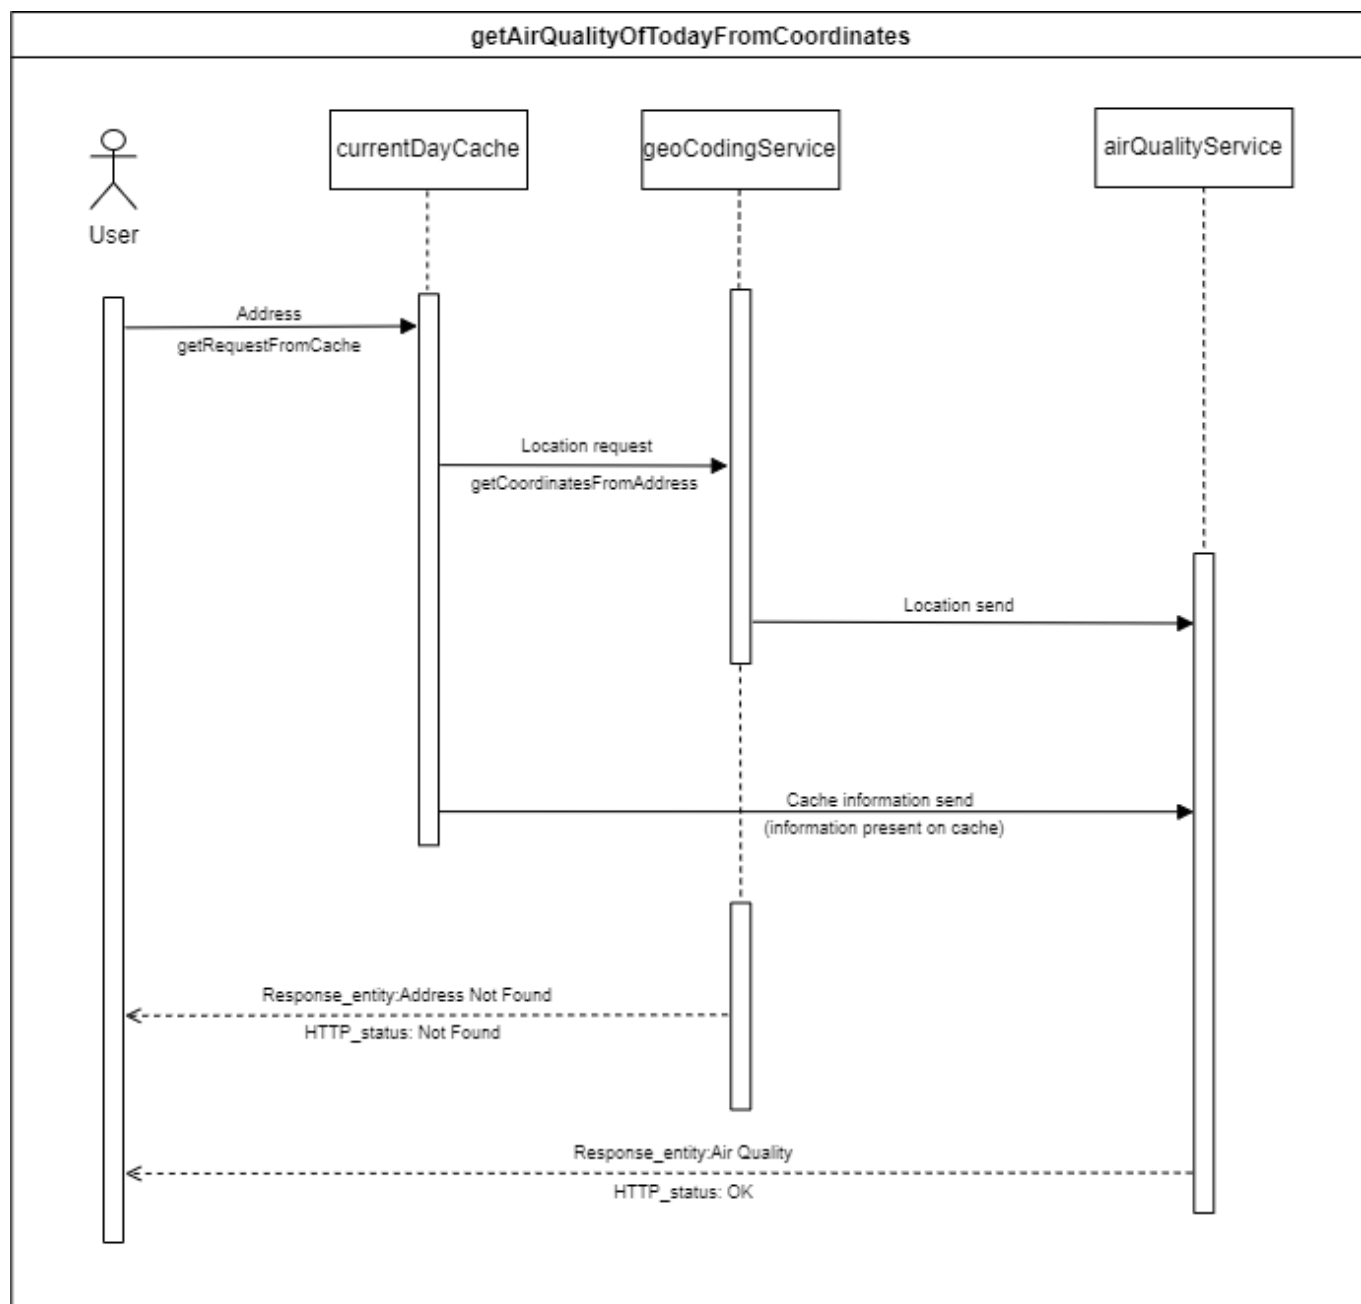 getAirQualityOfTodayFromCoordinates
currentDayCache
geoCodingService
airQualityService
User
Address
getRequestFromCache
Location request
getCoordinatesFromAddress
Location send
Cache information send
(information present on cache)
Response_entity:Address Not Found
HTTP_status: Not Found
Response_entity:Air Quality
HTTP_status: OK